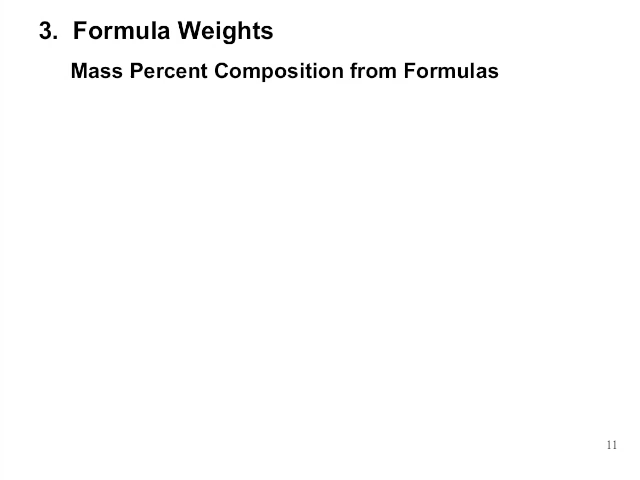 3. Formula Weights
Mass Percent Composition from Formulas
11